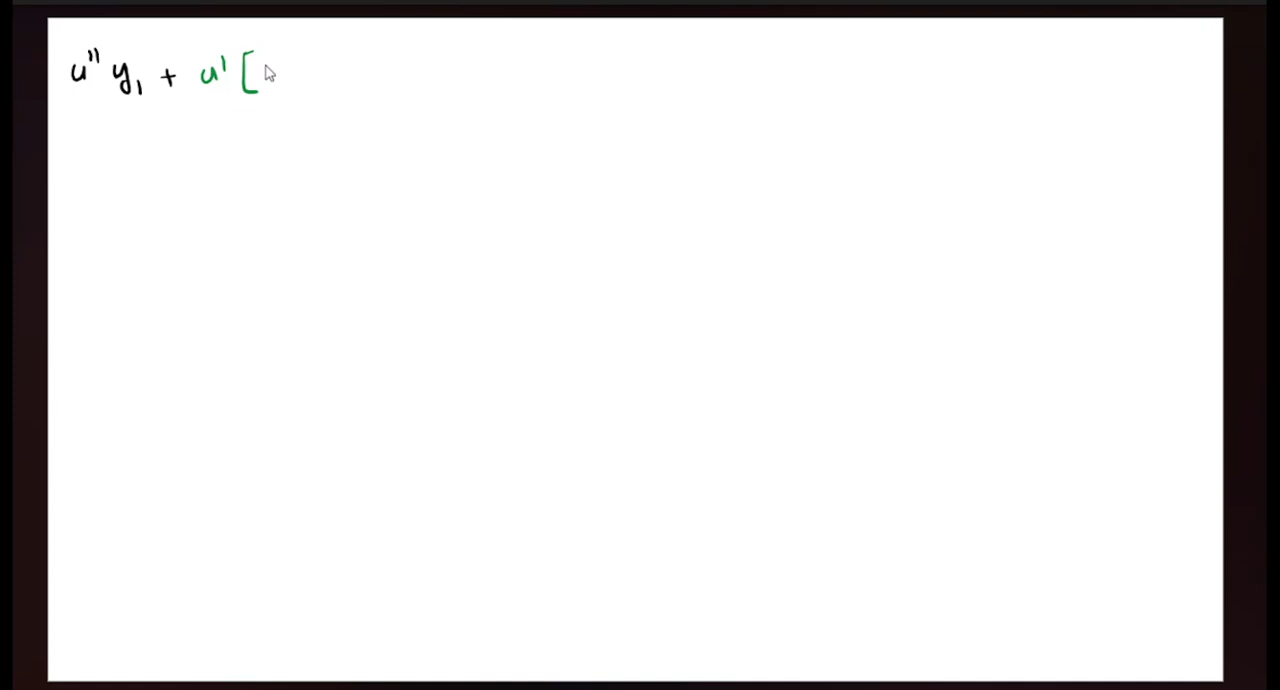 u'' y₁ + u' [